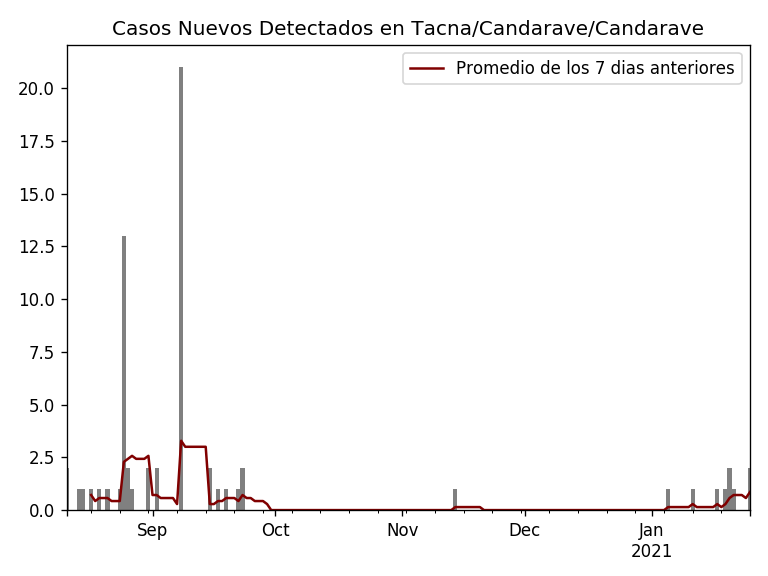 Casos Nuevos Detectados en Tacna/Candarave/Candarave
Promedio de los 7 dias anteriores
20.0
17.5
15.0
12.5
10.0
7.5
5.0
2.5
0.0
Sep
Oct
Nov
Dec
Jan
2021